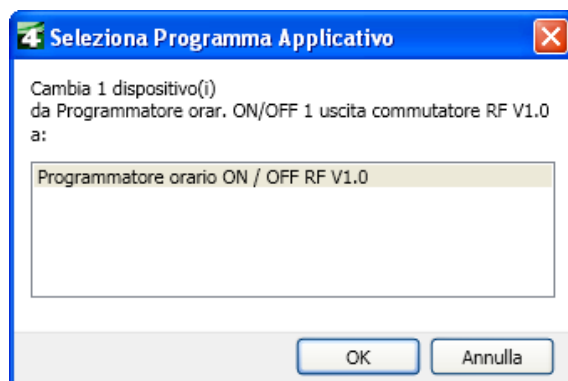 4 Seleziona Programma Applicativo
Cambia 1 dispositivo(i)
da Programmatore orar. ON/OFF 1 uscita commutatore RF V1.0
a:
Programmatore orario ON / OFF RF V1.0
OK Annulla